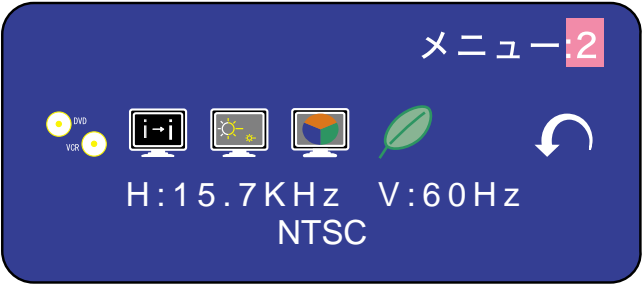 メニュー:2
DVD
VCR
i→i
H:15.7KHz V:60Hz
NTSC